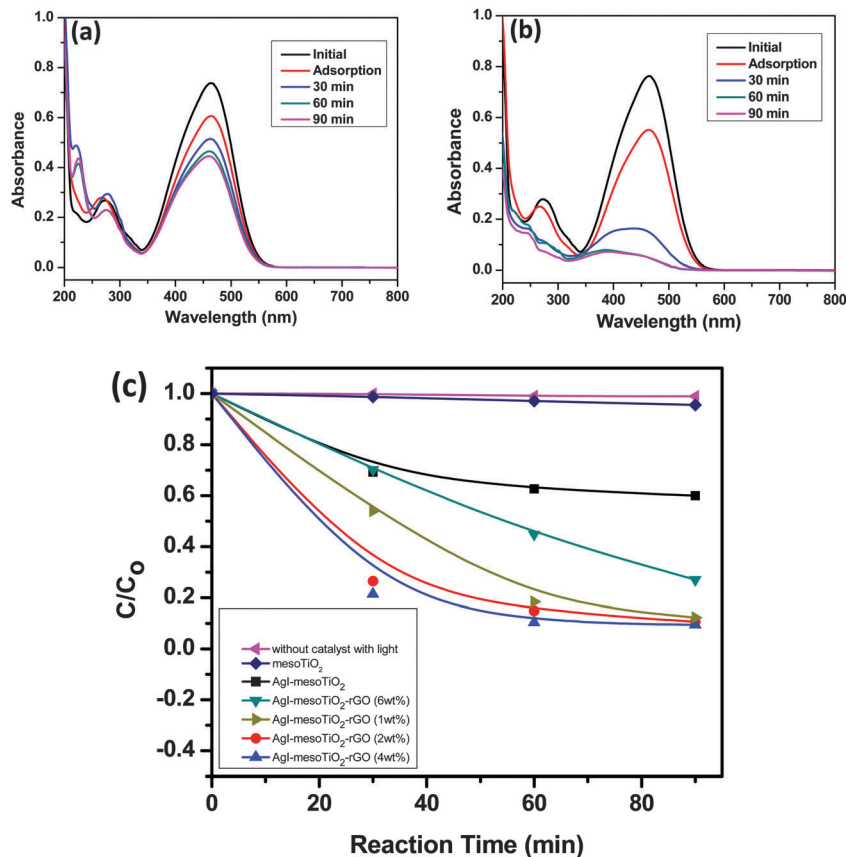 (a)
Initial
Adsorption
30 min
60 min
90 min
1.0
0.8
0.6
0.4
0.2
0.0
Absorbance
200 300 400 500 600 700 800
Wavelength (nm)
(b)
Initial
Adsorption
30 min
60 min
90 min
1.0
0.8
0.6
0.4
0.2
0.0
Absorbance
200 300 400 500 600 700 800
Wavelength (nm)
(c)
1.0
0.8
0.6
0.4
0.2
0.0
-0.2
-0.4
C/C₀
without catalyst with light
mesoTiO₂
AgI-mesoTiO₂
AgI-mesoTiO₂-rGO (6wt%)
AgI-mesoTiO₂-rGO (1wt%)
AgI-mesoTiO₂-rGO (2wt%)
AgI-mesoTiO₂-rGO (4wt%)
0 20 40 60 80
Reaction Time (min)